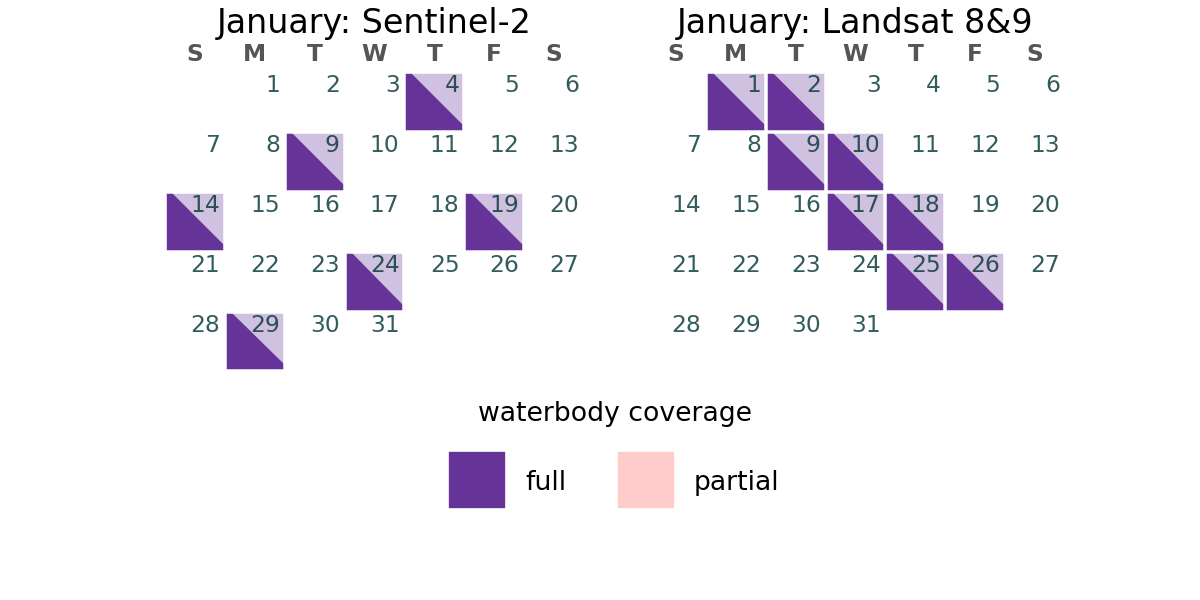 January: Sentinel-2
S M T W T F S
1 2 3 4 5 6
7 8 9 10 11 12 13
14 15 16 17 18 19 20
21 22 23 24 25 26 27
28 29 30 31
January: Landsat 8&9
S M T W T F S
1 2 3 4 5 6
7 8 9 10 11 12 13
14 15 16 17 18 19 20
21 22 23 24 25 26 27
28 29 30 31
waterbody coverage
full
partial